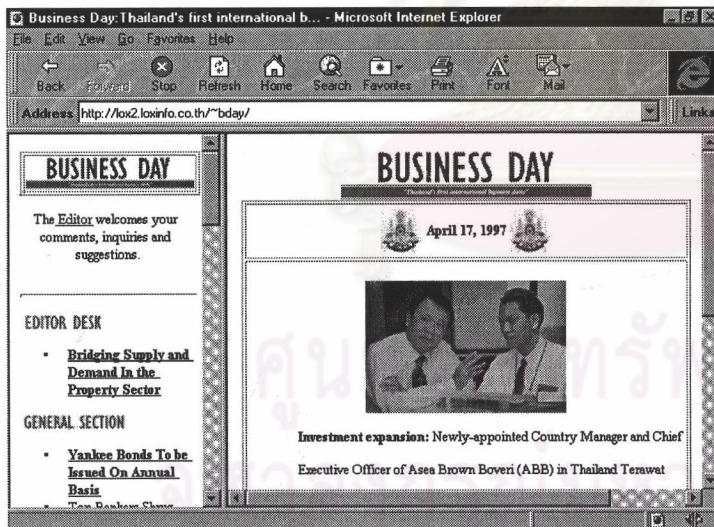 Business Day:Thailand's first international b... - Microsoft Internet Explorer
File Edit View Go Favorites Help
Back Forward Stop Refresh Home Search Favorites Print Font Mail
Address http://lox2.loxinfo.co.th/~bday/ Links
BUSINESS DAY
The Editor welcomes your
comments, inquiries and
suggestions.
EDITOR DESK
Bridging Supply and
Demand In the
Property Sector
GENERAL SECTION
Yankee Bonds To be
Issued On Annual
Basis
BUSINESS DAY
"Thailand's first international business daily"
April 17, 1997
Investment expansion: Newly-appointed Country Manager and Chief
Executive Officer of Asea Brown Boveri (ABB) in Thailand Terawat